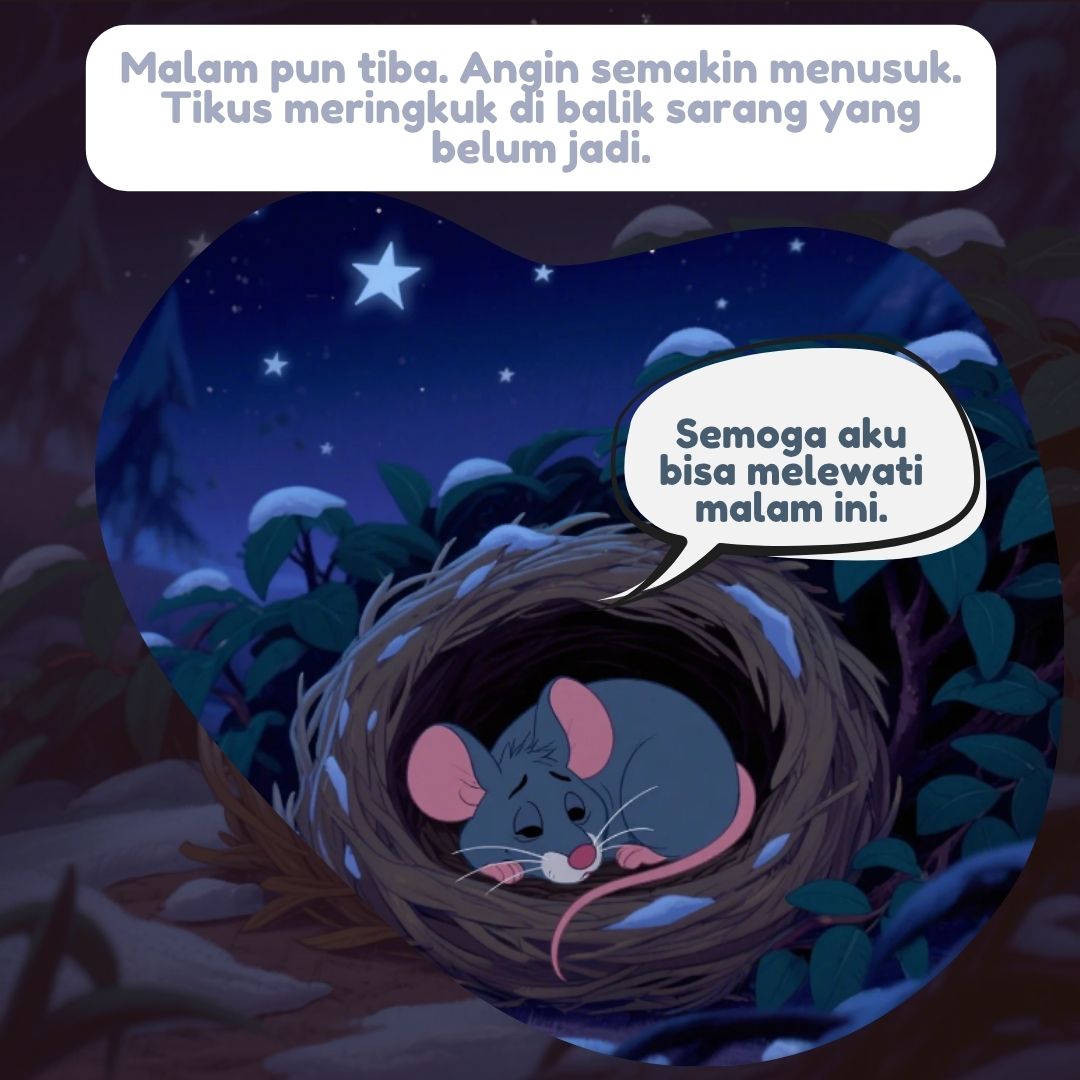 Malam pun tiba. Angin semakin menusuk.
Tikus meringkuk di balik sarang yang
belum jadi.
Semoga aku
bisa melewati
malam ini.